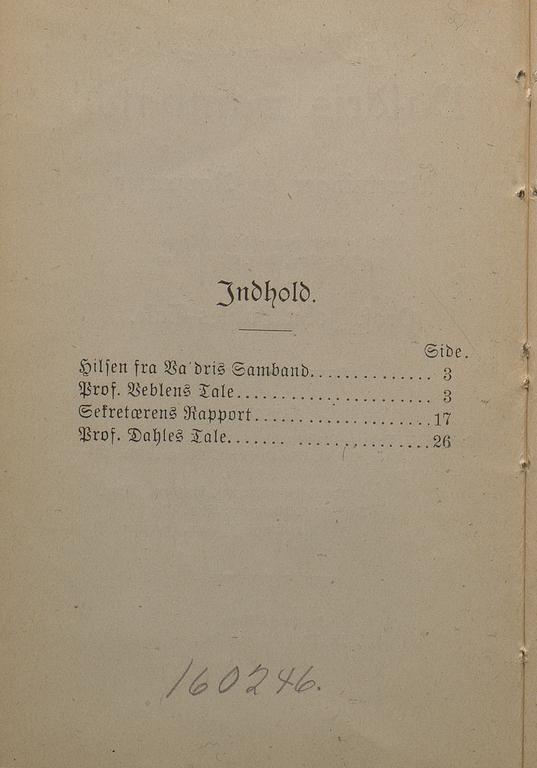 Indhold.
Side.
Hilsen fra Va'dris Samband.............. 3
Prof. Veblens Tale....................... 3
Sekretærens Rapport....................17
Prof. Dahles Tale....... ...............26
160246.